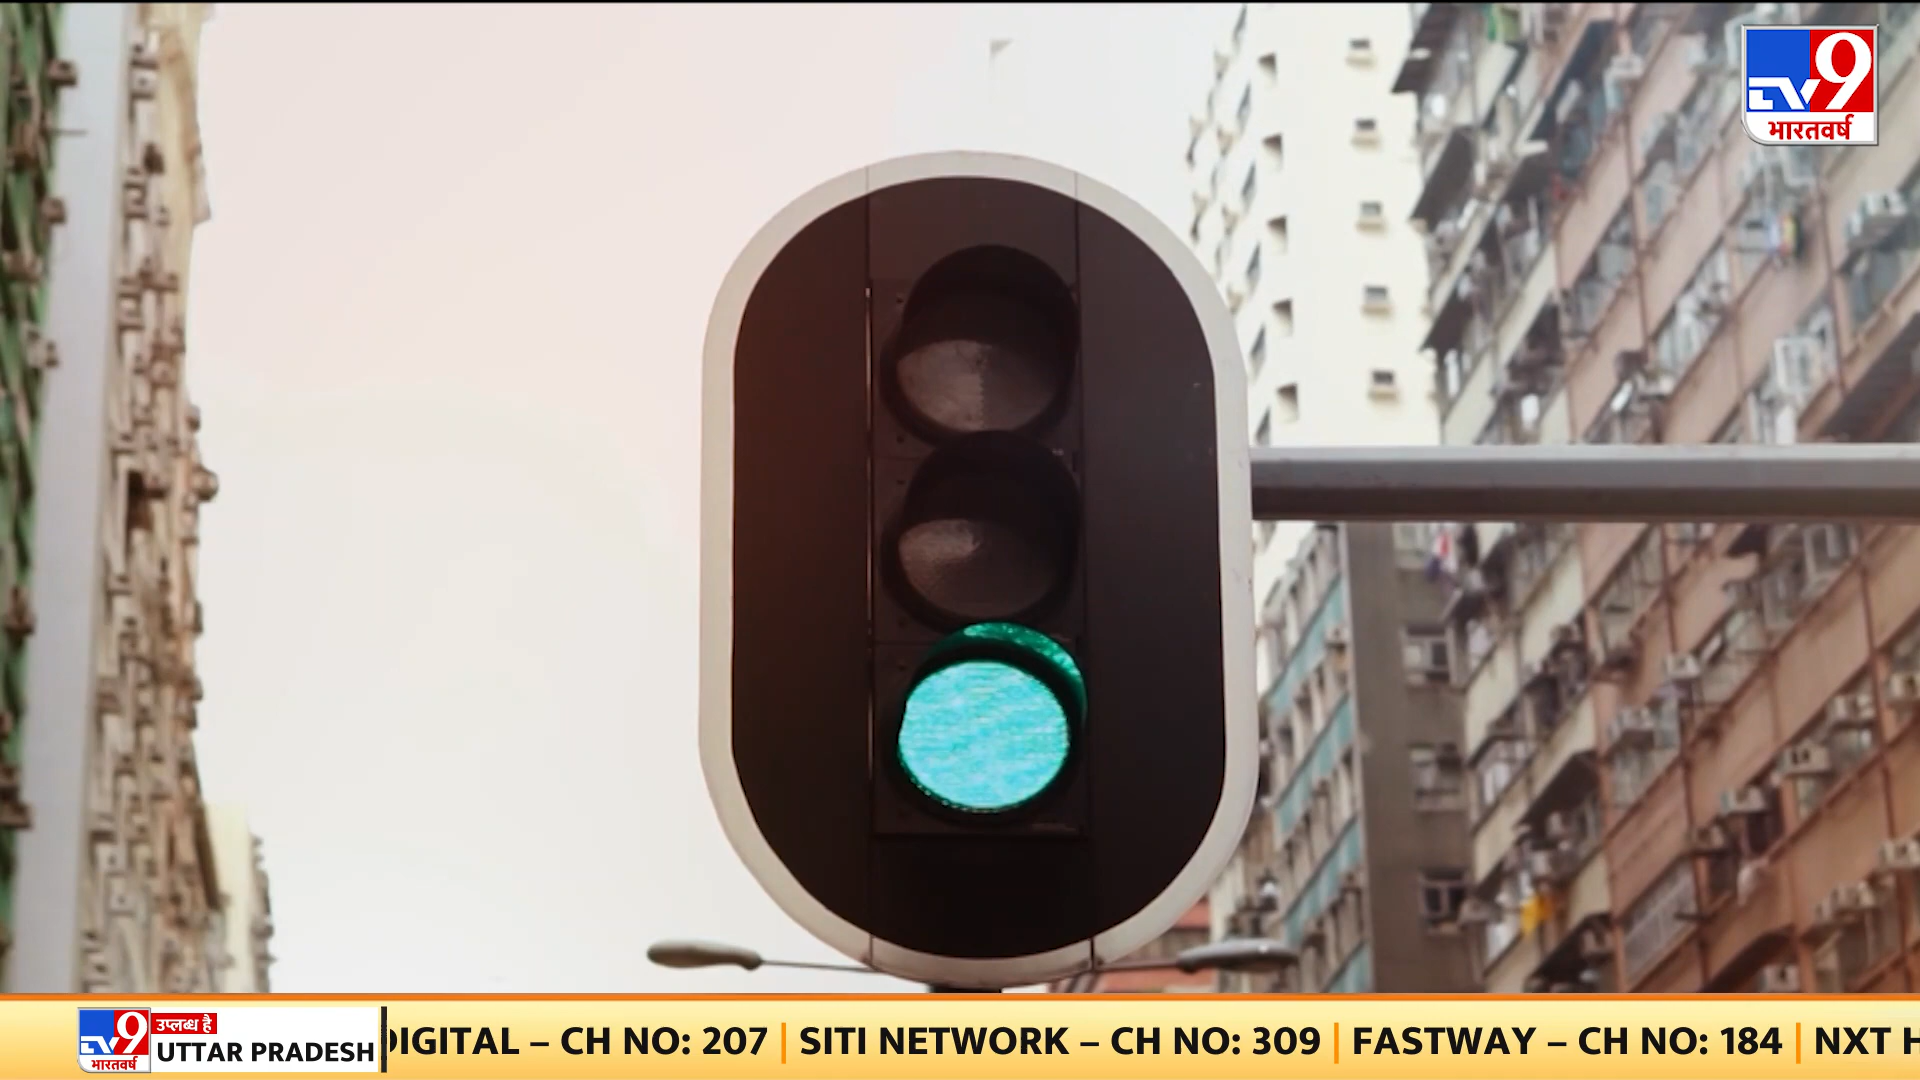 TV9
भारतवर्ष
TV9
भारतवर्ष
उपलब्ध है
UTTAR PRADESH
DIGITAL – CH NO: 207 | SITI NETWORK – CH NO: 309 | FASTWAY – CH NO: 184 | NXT